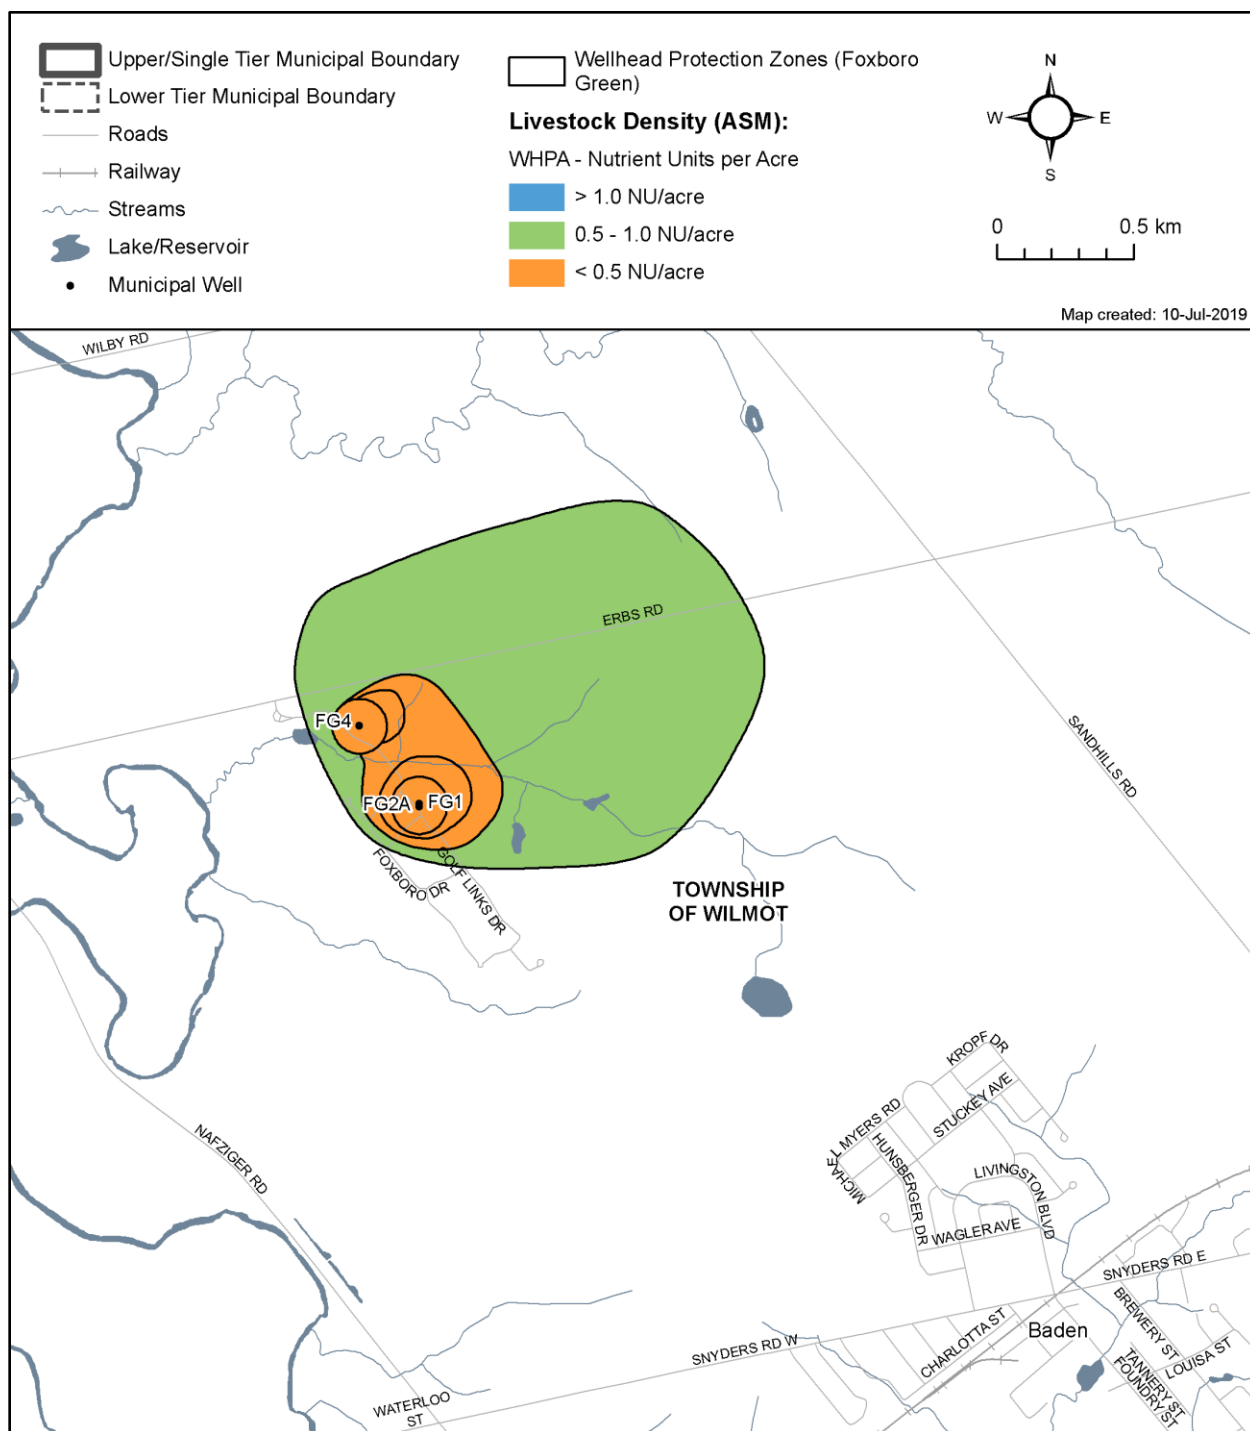 Upper/Single Tier Municipal Boundary
Lower Tier Municipal Boundary
Roads
Railway
Streams
Lake/Reservoir
Municipal Well
Wellhead Protection Zones (Foxboro
Green)
Livestock Density (ASM):
WHPA - Nutrient Units per Acre
> 1.0 NU/acre
0.5 - 1.0 NU/acre
< 0.5 NU/acre
N
W
E
S
0
0.5 km
Map created: 10-Jul-2019
WILBY RD
ERBS RD
SANDHILLS RD
FG4
FG2A
FG1
FOXBORO DR
GOLF LINKS DR
TOWNSHIP
OF WILMOT
NAFZIGER RD
KROPF DR
STUCKEY AVE
MICHAEL MYERS RD
HUNSBERGER DR
LIVINGSTON BLVD
WAGLER AVE
SNYDERS RD E
BREWERY ST
CHARLOTTA ST
Baden
SNYDERS RD W
LOUISA ST
TANNERY ST
FOUNDRY ST
WATERLOO
ST